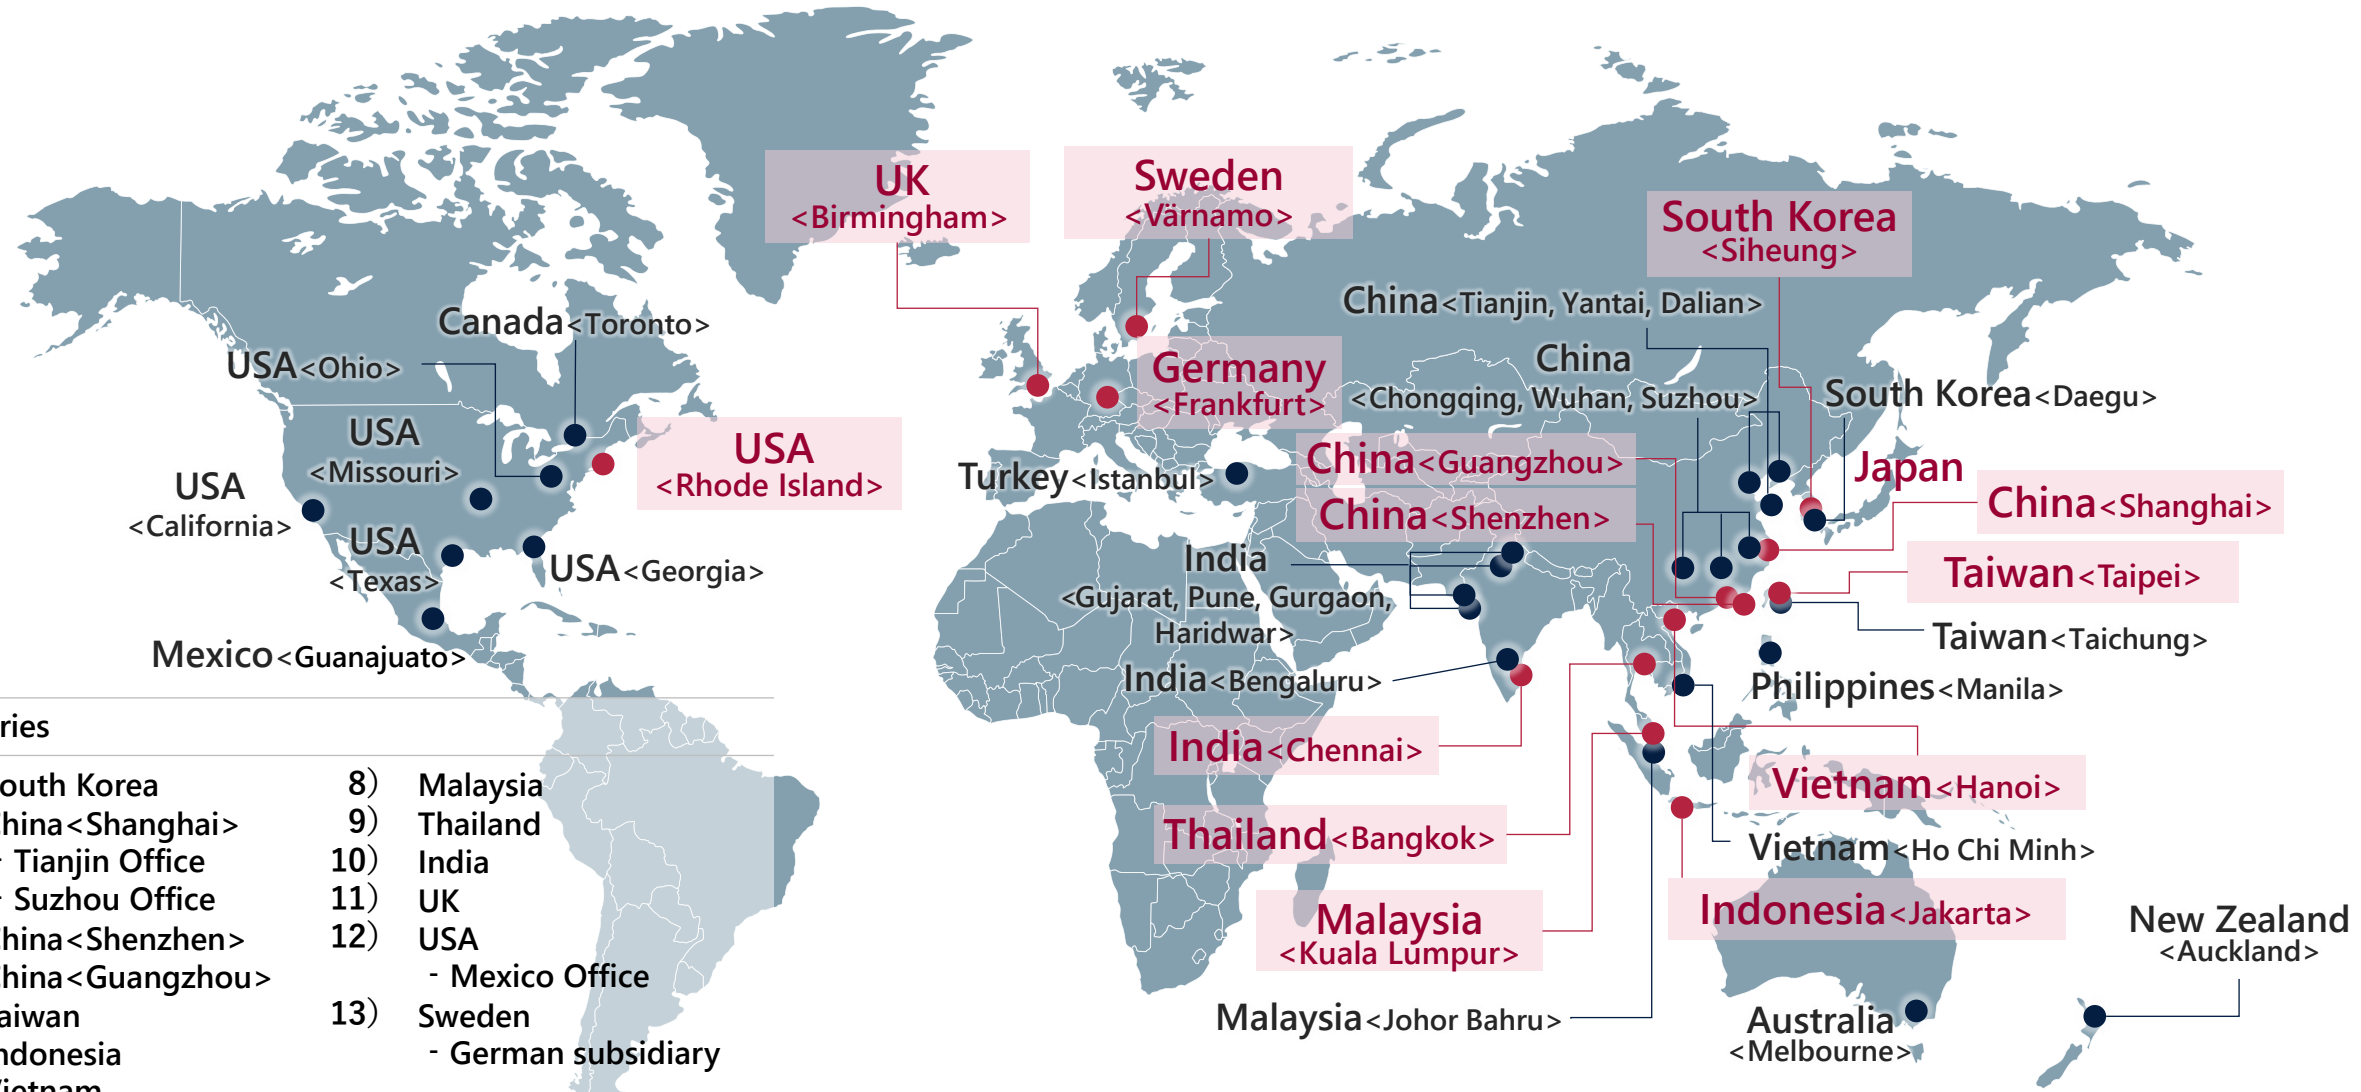 UK
<Birmingham>
Sweden
<Värnamo>
South Korea
<Siheung>
China<Tianjin, Yantai, Dalian>
Canada<Toronto>
USA<Ohio>
Germany
<Frankfurt>
China
<Chongqing, Wuhan, Suzhou>
South Korea<Daegu>
USA
<Missouri>
USA
<Rhode Island>
China<Guangzhou>
Japan
Turkey<Istanbul>
USA
<California>
China<Shenzhen>
China<Shanghai>
USA
<Texas>
USA<Georgia>
India
<Gujarat, Pune, Gurgaon,
Haridwar>
Taiwan<Taipei>
Taiwan<Taichung>
Mexico<Guanajuato>
India<Bengaluru>
Philippines<Manila>
India<Chennai>
Vietnam<Hanoi>
Thailand<Bangkok>
Vietnam<Ho Chi Minh>
Malaysia
<Kuala Lumpur>
Indonesia<Jakarta>
New Zealand
<Auckland>
Malaysia<Johor Bahru>
Australia
<Melbourne>
ries
outh Korea
hina<Shanghai>
- Tianjin Office
- Suzhou Office
hina<Shenzhen>
hina<Guangzhou>
aiwan
ndonesia
8) Malaysia
9) Thailand
10) India
11) UK
12) USA
- Mexico Office
13) Sweden
- German subsidiary